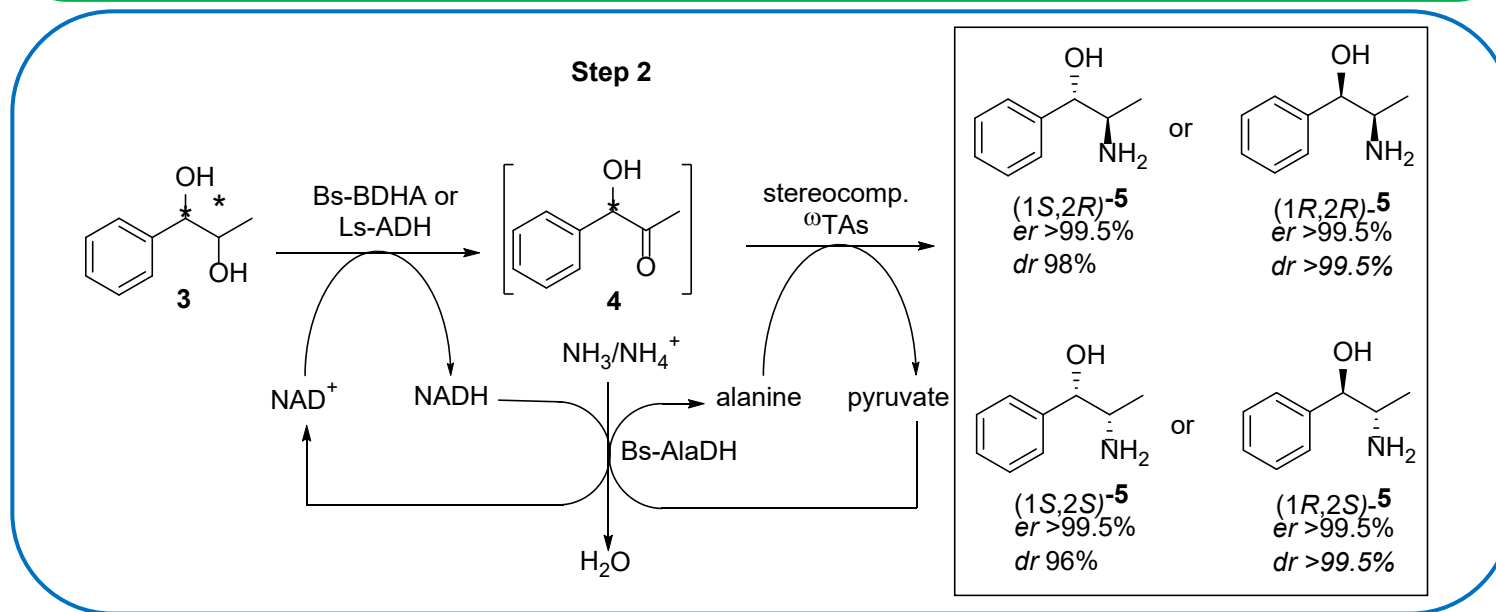 Step 2
OH
*
*
OH
3
Bs-BDHA or
Ls-ADH
OH
*
O
4
stereocomp.
ωTAs
NAD+
NADH
NH3/NH4+
alanine
pyruvate
Bs-AlaDH
H2O
OH
NH2
(1S,2R)-5
er >99.5%
dr 98%
or
OH
NH2
(1R,2R)-5
er >99.5%
dr >99.5%
OH
NH2
(1S,2S)-5
er >99.5%
dr 96%
or
OH
NH2
(1R,2S)-5
er >99.5%
dr >99.5%